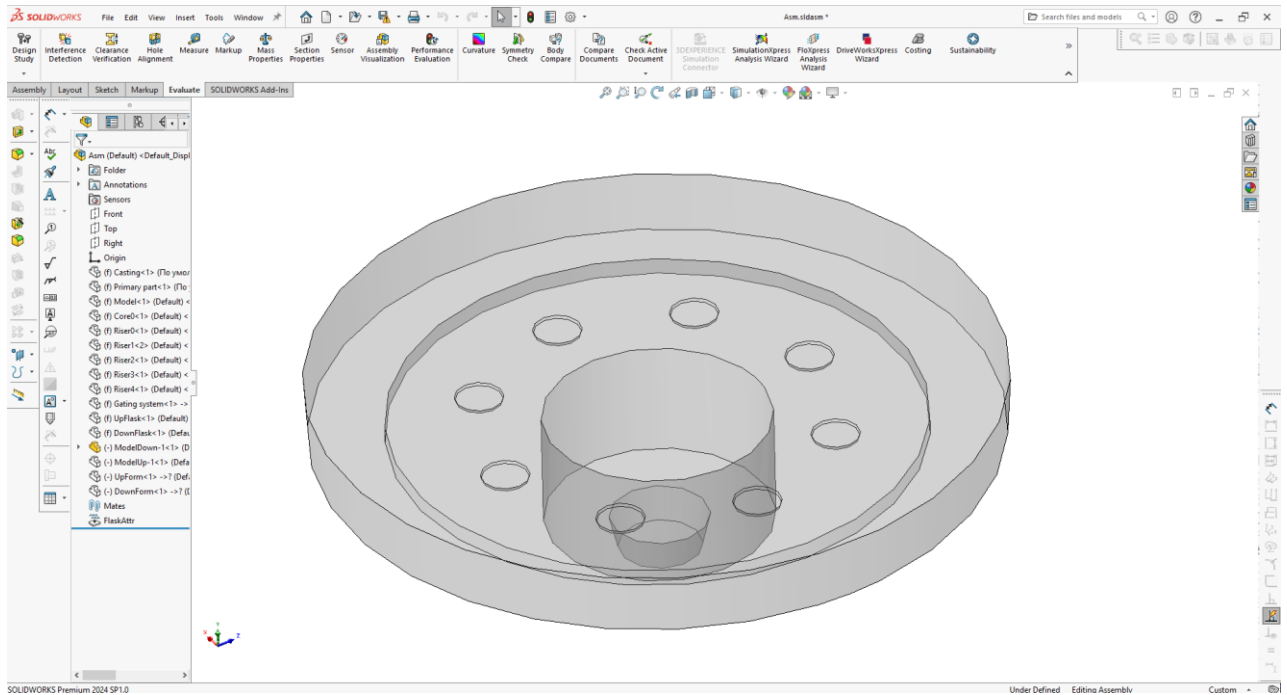 SOLIDWORKS File Edit View Insert Tools Window Asm.sldasm * Search files and models
Design Study
Interference Detection
Clearance Verification
Hole Alignment
Measure
Markup
Mass Properties
Section Properties
Sensor
Assembly Visualization
Performance Evaluation
Curvature
Symmetry Check
Body Compare
Compare Documents
Check Active Document
3DEXPERIENCE Simulation Connector
SimulationXpress Analysis Wizard
FloXpress Analysis Wizard
DriveWorksXpress Wizard
Costing
Sustainability
Assembly Layout Sketch Markup Evaluate SOLIDWORKS Add-Ins
Asm (Default) <Default_Displ
Folder
Annotations
Sensors
Front
Top
Right
Origin
(f) Casting<1> (По умол
(f) Primary part<1> (По
(f) Model<1> (Default) <
(f) Core0<1> (Default) <
(f) Riser0<1> (Default) <
(f) Riser1<2> (Default) <
(f) Riser2<1> (Default) <
(f) Riser3<1> (Default) <
(f) Riser4<1> (Default) <
(f) Gating system<1> ->
(f) UpFlask<1> (Default)
(f) DownFlask<1> (Defau
(-) ModelDown-1<1> (D
(-) ModelUp-1<1> (Defa
(-) UpForm<1> ->? (Def
(-) DownForm<1> ->? (D
Mates
FlaskAttr
SOLIDWORKS Premium 2024 SP1.0 Under Defined Editing Assembly Custom